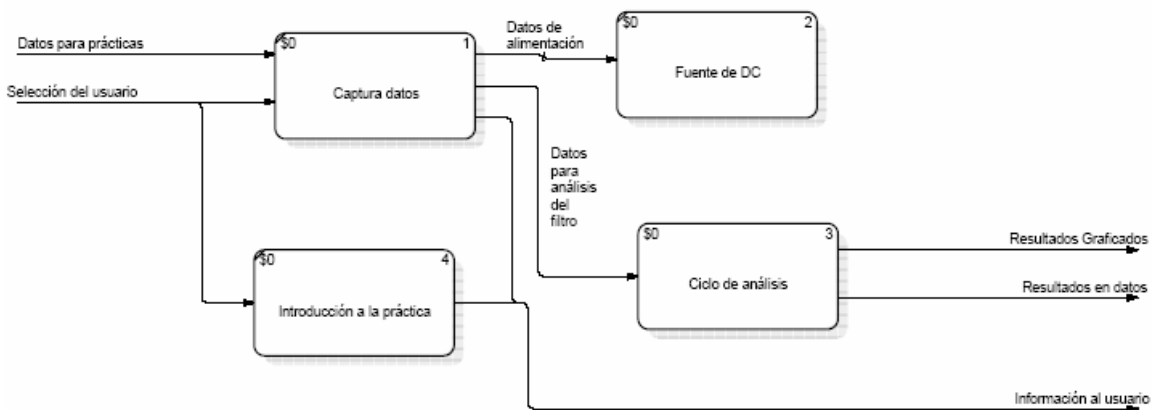 Datos para prácticas
Selección del usuario
$0
1
Captura datos
Datos de
alimentación
$0
2
Fuente de DC
Datos
para
análisis
del
filtro
$0
3
Ciclo de análisis
Resultados Graficados
Resultados en datos
$0
4
Introducción a la práctica
Información al usuario